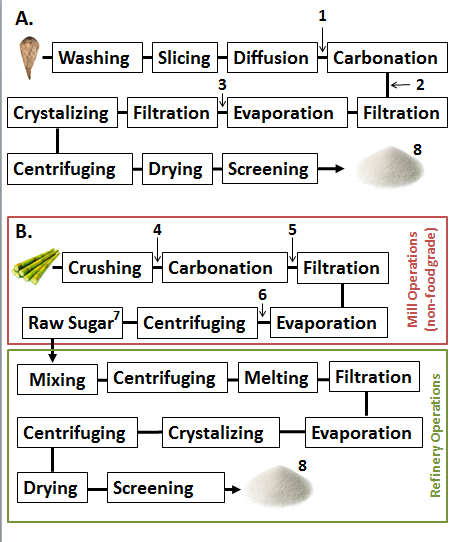 A.
1
Washing Slicing Diffusion Carbonation
3 2
Crystalizing Filtration Evaporation Filtration
8
Centrifuging Drying Screening
B.
4 5
Crushing Carbonation Filtration
6
Raw Sugar7 Centrifuging Evaporation
Mill Operations
(non-foodgrade)
Mixing Centrifuging Melting Filtration
Centrifuging Crystalizing Evaporation
8
Drying Screening
Refinery Operations